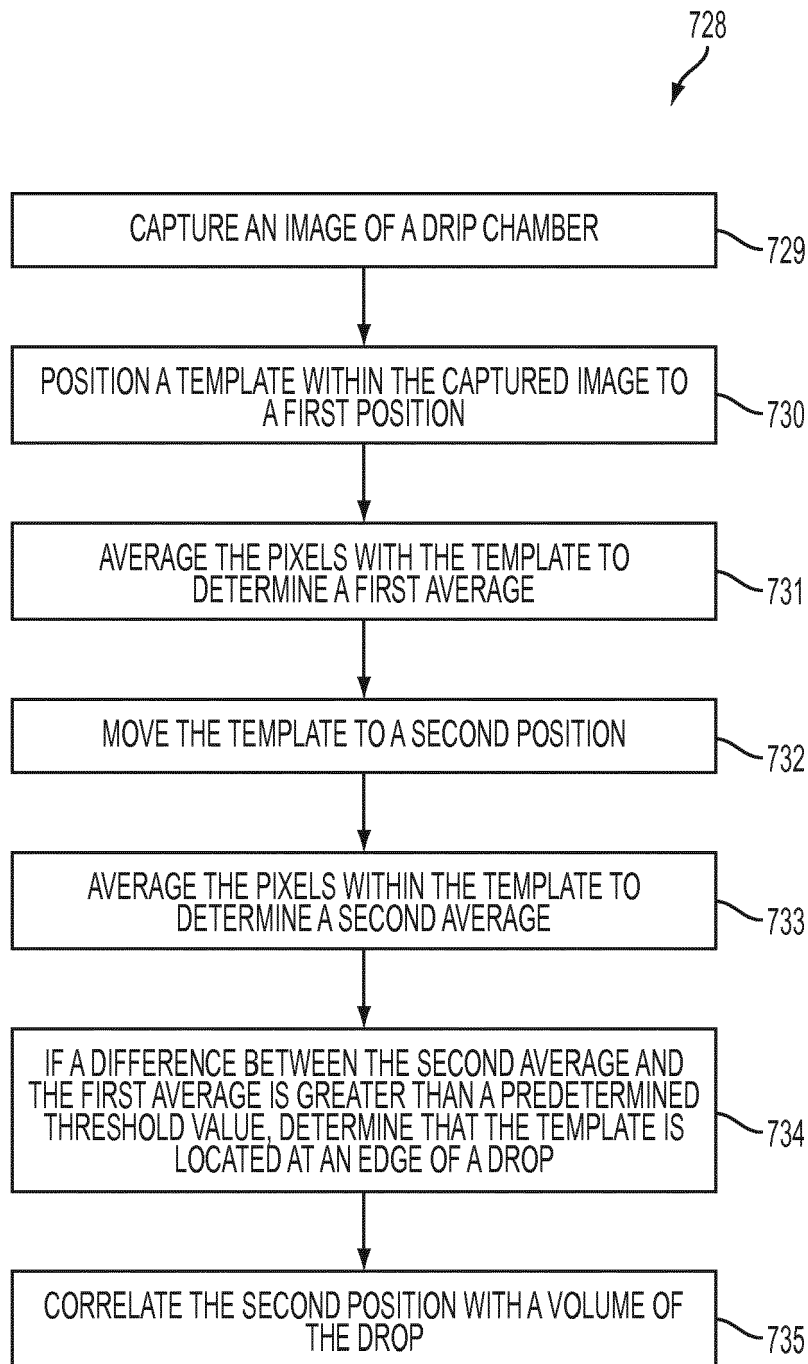 728
CAPTURE AN IMAGE OF A DRIP CHAMBER
729
POSITION A TEMPLATE WITHIN THE CAPTURED IMAGE TO
A FIRST POSITION
730
AVERAGE THE PIXELS WITH THE TEMPLATE TO
DETERMINE A FIRST AVERAGE
731
MOVE THE TEMPLATE TO A SECOND POSITION
732
AVERAGE THE PIXELS WITHIN THE TEMPLATE TO
DETERMINE A SECOND AVERAGE
733
IF A DIFFERENCE BETWEEN THE SECOND AVERAGE AND
THE FIRST AVERAGE IS GREATER THAN A PREDETERMINED
THRESHOLD VALUE, DETERMINE THAT THE TEMPLATE IS
LOCATED AT AN EDGE OF A DROP
734
CORRELATE THE SECOND POSITION WITH A VOLUME OF
THE DROP
735